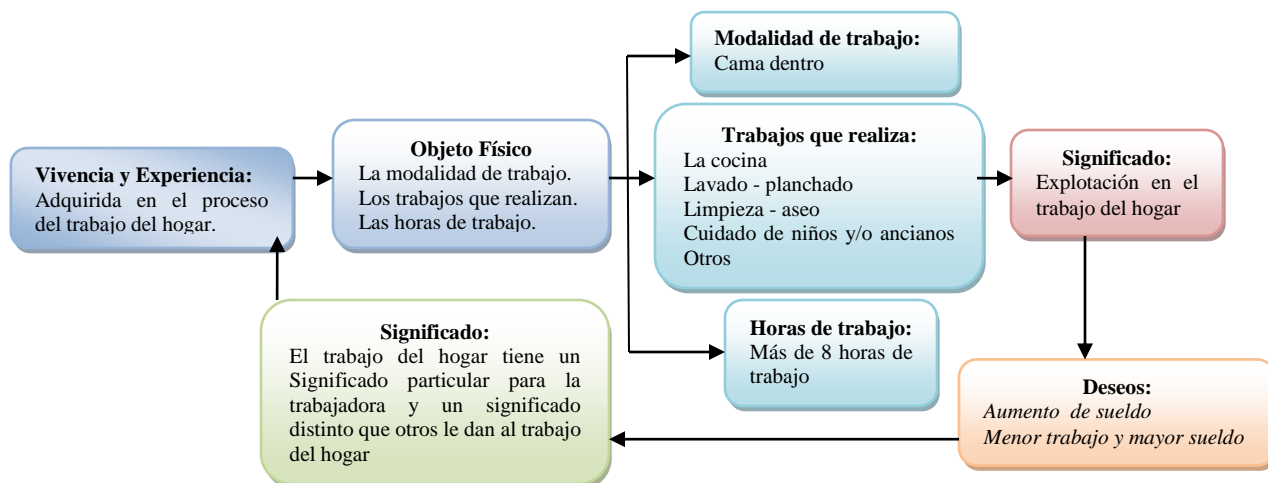 Vivencia y Experiencia:
Adquirida en el proceso
del trabajo del hogar.
Objeto Físico
La modalidad de trabajo.
Los trabajos que realizan.
Las horas de trabajo.
Modalidad de trabajo:
Cama dentro
Trabajos que realiza:
La cocina
Lavado - planchado
Limpieza - aseo
Cuidado de niños y/o ancianos
Otros
Horas de trabajo:
Más de 8 horas de
trabajo
Significado:
Explotación en el
trabajo del hogar
Deseos:
Aumento de sueldo
Menor trabajo y mayor sueldo
Significado:
El trabajo del hogar tiene un
Significado particular para la
trabajadora y un significado
distinto que otros le dan al trabajo
del hogar